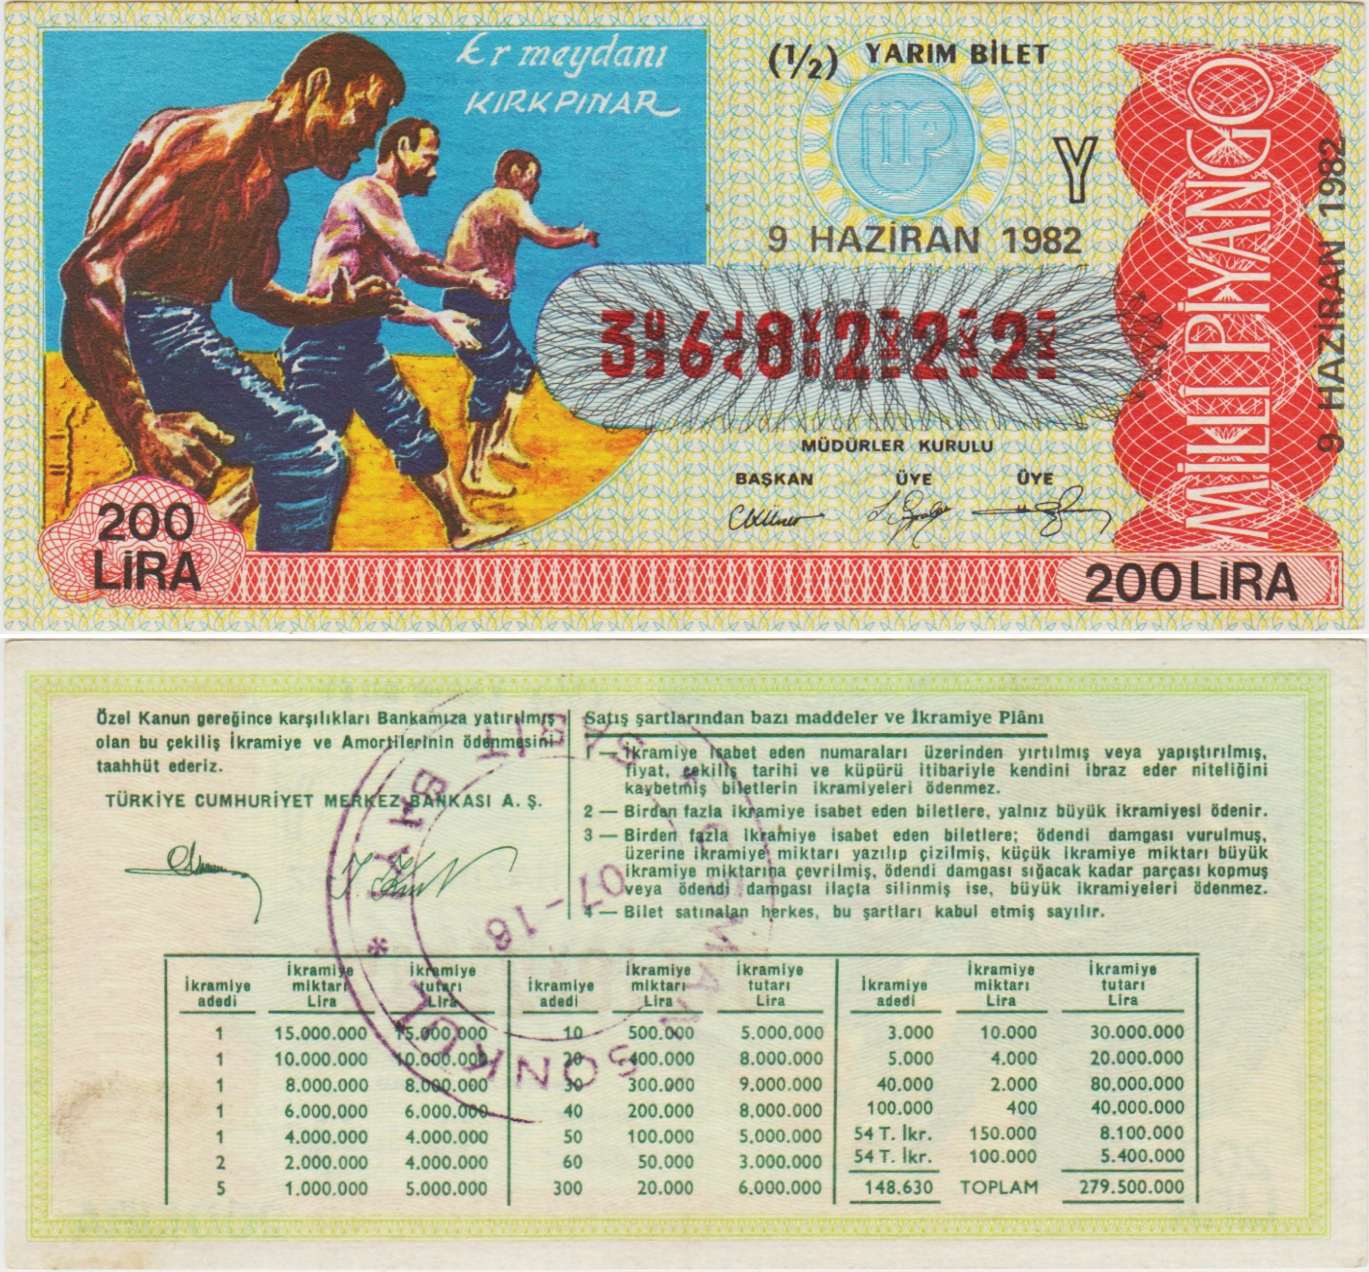 Er meydanı
KIRKPINAR
(1/2) YARIM BİLET
Y
9 HAZİRAN 1982
368222
MÜDÜRLER KURULU
BAŞKAN ÜYE ÜYE
200
LİRA
200 LİRA
MİLLİ PİYANGO
9 HAZİRAN 1982
Özel Kanun gereğince karşılıkları Bankamıza yatırılmış
olan bu çekiliş İkramiye ve Amortilerinin ödenmesini
taahhüt ederiz.
TÜRKİYE CUMHURİYET MERKEZ BANKASI A. Ş.
Satış şartlarından bazı maddeler ve İkramiye Plânı
1 — İkramiye isabet eden numaraları üzerinden yırtılmış veya yapıştırılmış,
fiyat, çekiliş tarihi ve küpürü itibariyle kendini ibraz eder niteliğini
kaybetmiş biletlerin ikramiyeleri ödenmez.
2 — Birden fazla ikramiye isabet eden biletlere, yalnız büyük ikramiyesi ödenir.
3 — Birden fazla ikramiye isabet eden biletlere; ödendi damgası vurulmuş,
üzerine ikramiye miktarı yazılıp çizilmiş, küçük ikramiye miktarı büyük
ikramiye miktarına çevrilmiş, ödendi damgası sığacak kadar parçası kopmuş
veya ödendi damgası ilaçla silinmiş ise, büyük ikramiyeleri ödenmez.
4 — Bilet satınalan herkes, bu şartları kabul etmiş sayılır.
İkramiye adedi İkramiye miktarı Lira İkramiye tutarı Lira İkramiye adedi İkramiye miktarı Lira İkramiye tutarı Lira İkramiye adedi İkramiye miktarı Lira İkramiye tutarı Lira
1 15.000.000 15.000.000 10 500.000 5.000.000 3.000 10.000 30.000.000
1 10.000.000 10.000.000 20 400.000 8.000.000 5.000 4.000 20.000.000
1 8.000.000 8.000.000 30 300.000 9.000.000 40.000 2.000 80.000.000
1 6.000.000 6.000.000 40 200.000 8.000.000 100.000 400 40.000.000
1 4.000.000 4.000.000 50 100.000 5.000.000 54 T. İkr. 150.000 8.100.000
2 2.000.000 4.000.000 60 50.000 3.000.000 54 T. İkr. 100.000 5.400.000
5 1.000.000 5.000.000 300 20.000 6.000.000 148.630 TOPLAM 279.500.000
OSMAN SONKUL
BAYİ
07-16